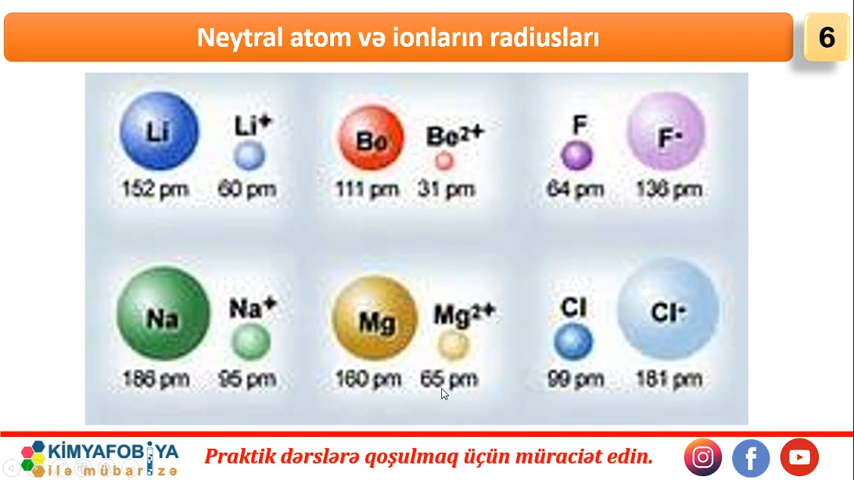 Neytral atom və ionların radiusları
6
Li Li⁺ Be Be²⁺ F F⁻
152 pm 60 pm 111 pm 31 pm 64 pm 136 pm
Na Na⁺ Mg Mg²⁺ Cl Cl⁻
186 pm 95 pm 160 pm 65 pm 99 pm 181 pm
KİMYAFOBİYA
ilə mübarizə
Praktik dərslərə qoşulmaq üçün müraciət edin.